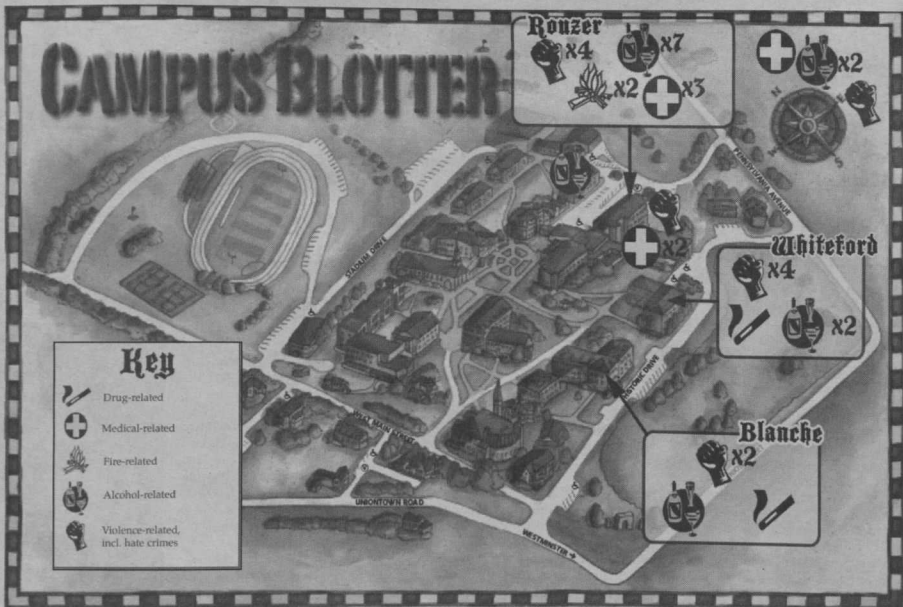 CAMPUS BLOTTER
Rouzer
x4
x7
x2
x3
x2
N
S
PENNSYLVANIA AVENUE
STADIUM DRIVE
x2
Whiteford
x4
x2
HISTORIC DRIVE
Blanche
x2
WEST MAIN STREET
UNIONTOWN ROAD
WESTMINSTER →
Key
Drug-related
Medical-related
Fire-related
Alcohol-related
Violence-related,
incl. hate crimes